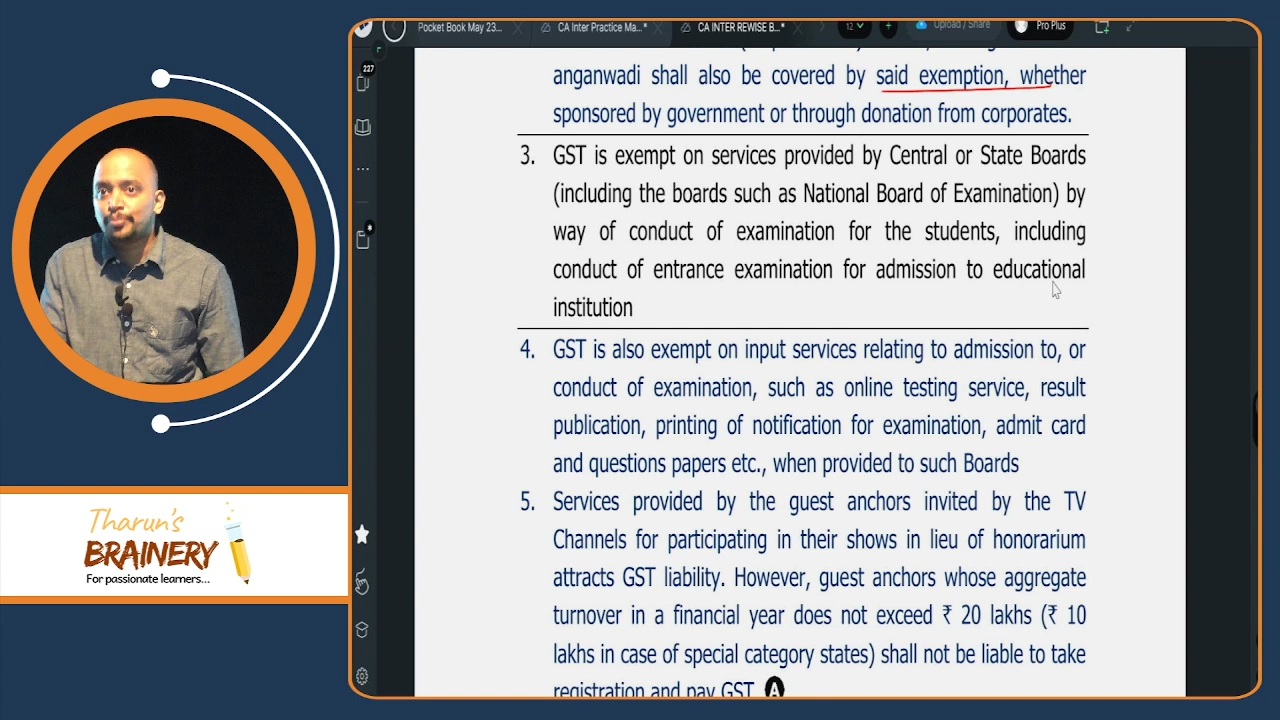 Pocket Book May 23...
CA Inter Practice Ma...*
CA INTER REWISE B...*
12
Upload / Share
Pro Plus
227
anganwadi shall also be covered by said exemption, whether
sponsored by government or through donation from corporates.
3. GST is exempt on services provided by Central or State Boards
(including the boards such as National Board of Examination) by
way of conduct of examination for the students, including
conduct of entrance examination for admission to educational
institution
4. GST is also exempt on input services relating to admission to, or
conduct of examination, such as online testing service, result
publication, printing of notification for examination, admit card
and questions papers etc., when provided to such Boards
5. Services provided by the guest anchors invited by the TV
Channels for participating in their shows in lieu of honorarium
attracts GST liability. However, guest anchors whose aggregate
turnover in a financial year does not exceed ₹ 20 lakhs (₹ 10
lakhs in case of special category states) shall not be liable to take
registration and pay GST. A
Tharun's
BRAINERY
For passionate learners...